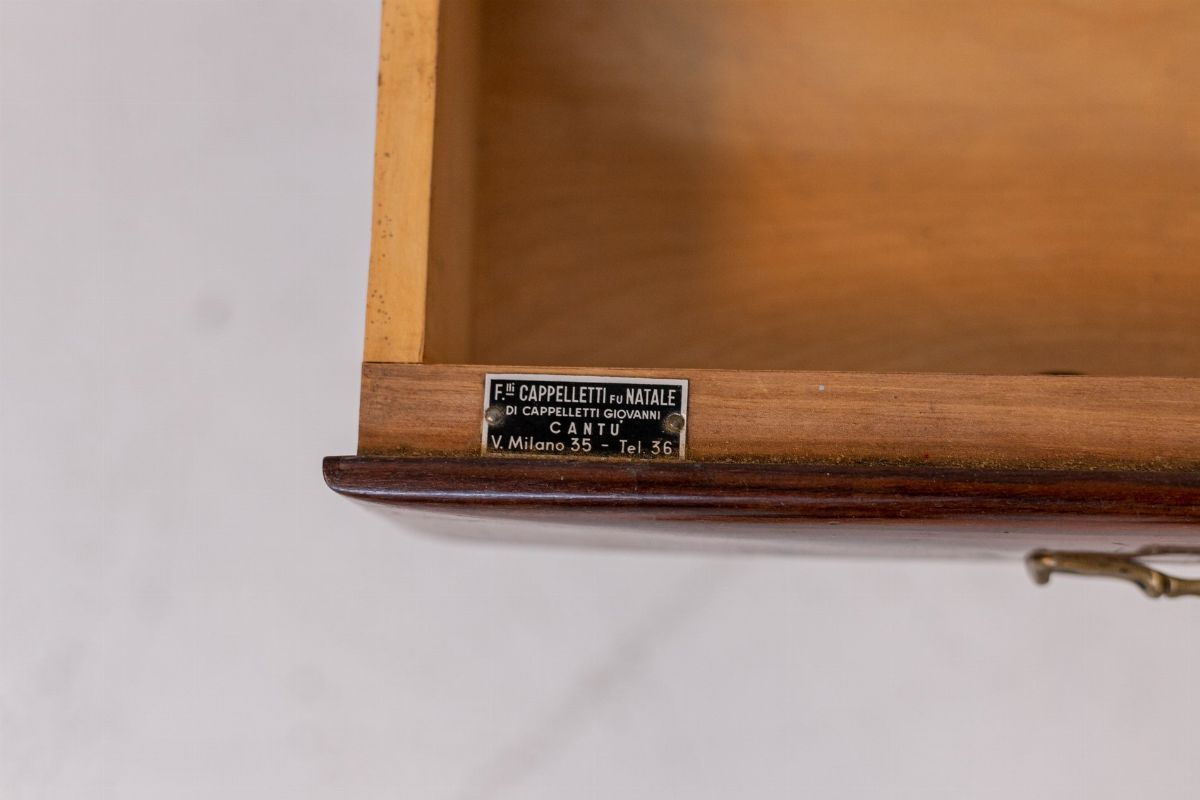 F.lli CAPPELLETTI FU NATALE
DI CAPPELLETTI GIOVANNI
CANTU'
V. Milano 35 - Tel. 36